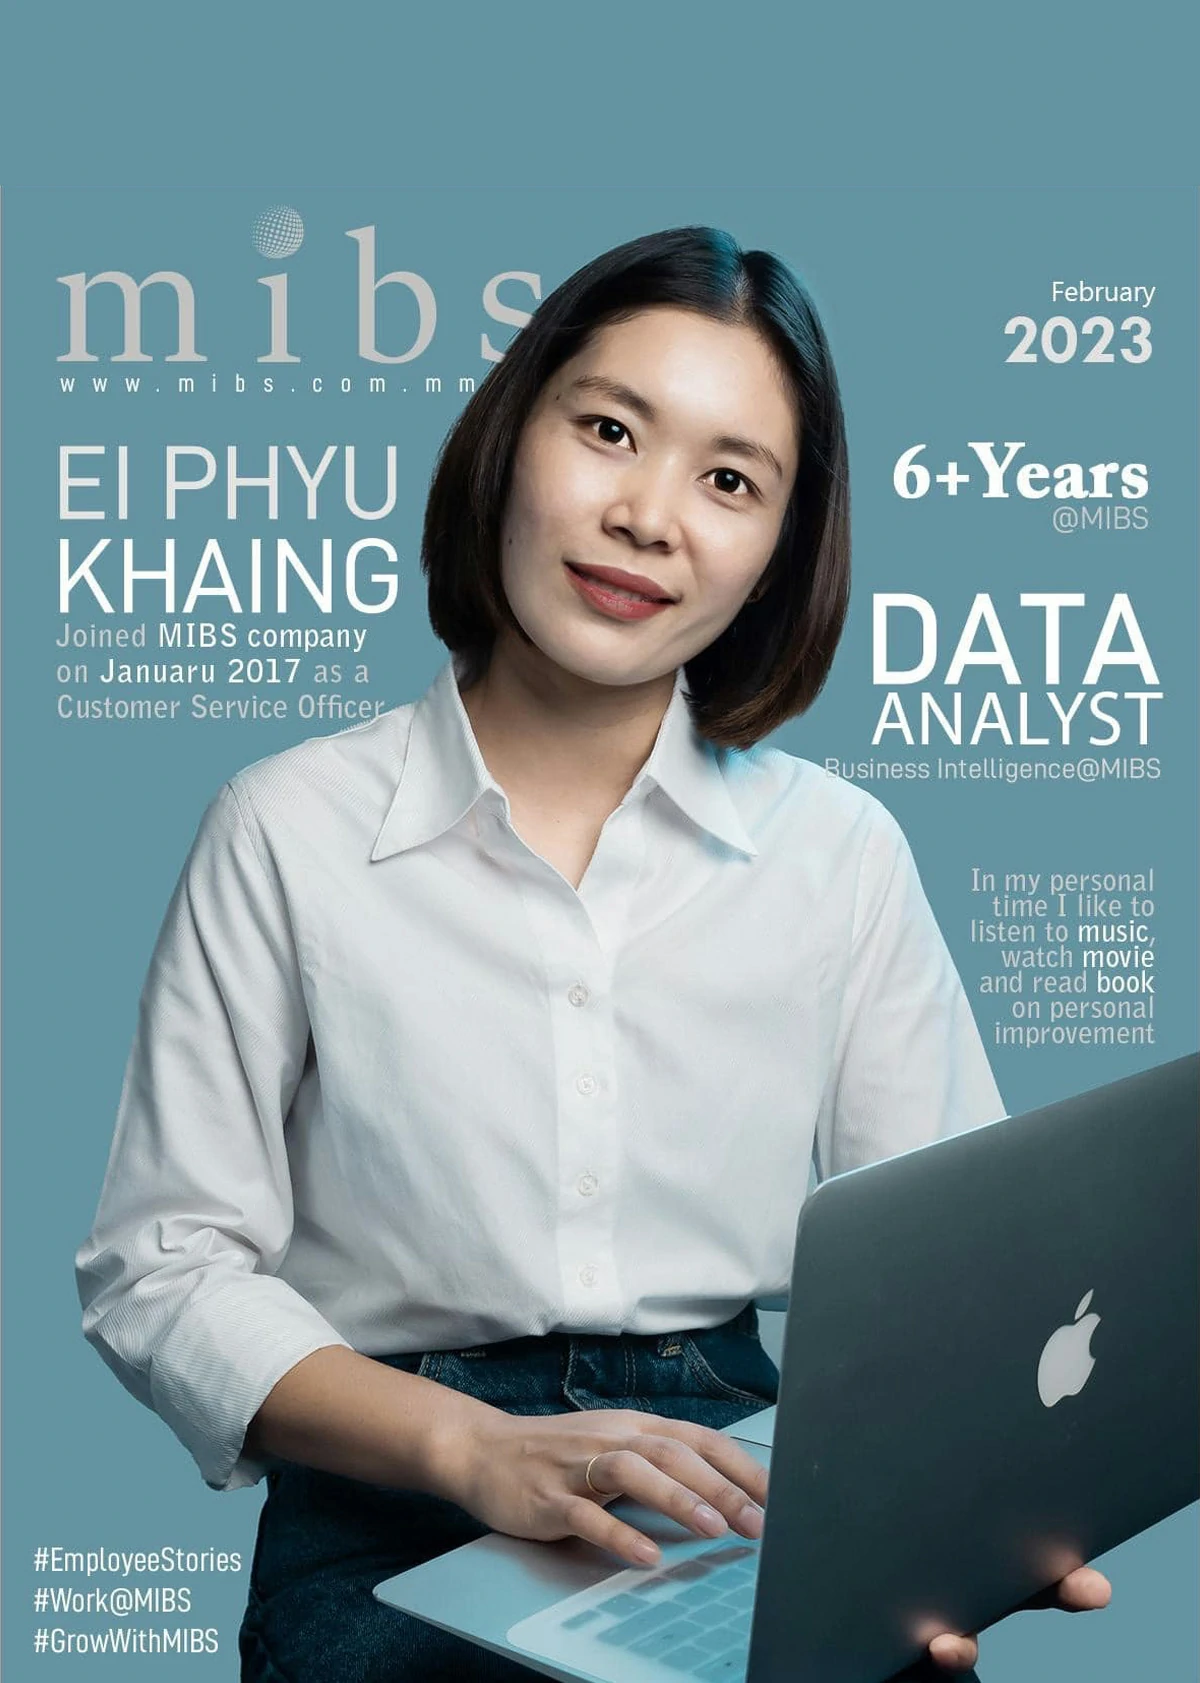 mibs
www.mibs.com.mm
February
2023
EI PHYU
KHAING
Joined MIBS company
on Januaru 2017 as a
Customer Service Officer
6+Years
@MIBS
DATA
ANALYST
Business Intelligence@MIBS
In my personal
time I like to
listen to music,
watch movie
and read book
on personal
improvement
#EmployeeStories
#Work@MIBS
#GrowWithMIBS